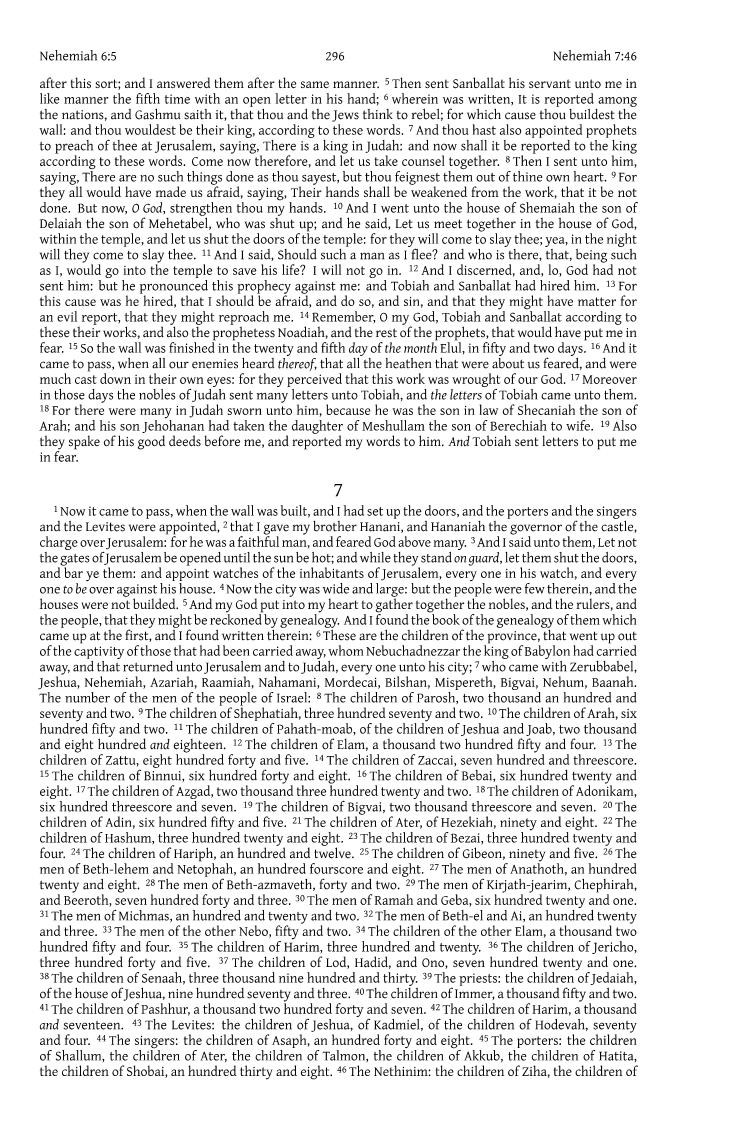 Nehemiah 6:5 296 Nehemiah 7:46
after this sort; and I answered them after the same manner. 5 Then sent Sanballat his servant unto me in
like manner the fifth time with an open letter in his hand; 6 wherein was written, It is reported among
the nations, and Gashmu saith it, that thou and the Jews think to rebel; for which cause thou buildest the
wall: and thou wouldest be their king, according to these words. 7 And thou hast also appointed prophets
to preach of thee at Jerusalem, saying, There is a king in Judah: and now shall it be reported to the king
according to these words. Come now therefore, and let us take counsel together. 8 Then I sent unto him,
saying, There are no such things done as thou sayest, but thou feignest them out of thine own heart. 9 For
they all would have made us afraid, saying, Their hands shall be weakened from the work, that it be not
done. But now, O God, strengthen thou my hands. 10 And I went unto the house of Shemaiah the son of
Delaiah the son of Mehetabel, who was shut up; and he said, Let us meet together in the house of God,
within the temple, and let us shut the doors of the temple: for they will come to slay thee; yea, in the night
will they come to slay thee. 11 And I said, Should such a man as I flee? and who is there, that, being such
as I, would go into the temple to save his life? I will not go in. 12 And I discerned, and, lo, God had not
sent him: but he pronounced this prophecy against me: and Tobiah and Sanballat had hired him. 13 For
this cause was he hired, that I should be afraid, and do so, and sin, and that they might have matter for
an evil report, that they might reproach me. 14 Remember, O my God, Tobiah and Sanballat according to
these their works, and also the prophetess Noadiah, and the rest of the prophets, that would have put me in
fear. 15 So the wall was finished in the twenty and fifth day of the month Elul, in fifty and two days. 16 And it
came to pass, when all our enemies heard thereof, that all the heathen that were about us feared, and were
much cast down in their own eyes: for they perceived that this work was wrought of our God. 17 Moreover
in those days the nobles of Judah sent many letters unto Tobiah, and the letters of Tobiah came unto them.
18 For there were many in Judah sworn unto him, because he was the son in law of Shecaniah the son of
Arah; and his son Jehohanan had taken the daughter of Meshullam the son of Berechiah to wife. 19 Also
they spake of his good deeds before me, and reported my words to him. And Tobiah sent letters to put me
in fear.
7
1 Now it came to pass, when the wall was built, and I had set up the doors, and the porters and the singers
and the Levites were appointed, 2 that I gave my brother Hanani, and Hananiah the governor of the castle,
charge over Jerusalem: for he was a faithful man, and feared God above many. 3 And I said unto them, Let not
the gates of Jerusalem be opened until the sun be hot; and while they stand on guard, let them shut the doors,
and bar ye them: and appoint watches of the inhabitants of Jerusalem, every one in his watch, and every
one to be over against his house. 4 Now the city was wide and large: but the people were few therein, and the
houses were not builded. 5 And my God put into my heart to gather together the nobles, and the rulers, and
the people, that they might be reckoned by genealogy. And I found the book of the genealogy of them which
came up at the first, and I found written therein: 6 These are the children of the province, that went up out
of the captivity of those that had been carried away, whom Nebuchadnezzar the king of Babylon had carried
away, and that returned unto Jerusalem and to Judah, every one unto his city; 7 who came with Zerubbabel,
Jeshua, Nehemiah, Azariah, Raamiah, Nahamani, Mordecai, Bilshan, Mispereth, Bigvai, Nehum, Baanah.
The number of the men of the people of Israel: 8 The children of Parosh, two thousand an hundred and
seventy and two. 9 The children of Shephatiah, three hundred seventy and two. 10 The children of Arah, six
hundred fifty and two. 11 The children of Pahath-moab, of the children of Jeshua and Joab, two thousand
and eight hundred and eighteen. 12 The children of Elam, a thousand two hundred fifty and four. 13 The
children of Zattu, eight hundred forty and five. 14 The children of Zaccai, seven hundred and threescore.
15 The children of Binnui, six hundred forty and eight. 16 The children of Bebai, six hundred twenty and
eight. 17 The children of Azgad, two thousand three hundred twenty and two. 18 The children of Adonikam,
six hundred threescore and seven. 19 The children of Bigvai, two thousand threescore and seven. 20 The
children of Adin, six hundred fifty and five. 21 The children of Ater, of Hezekiah, ninety and eight. 22 The
children of Hashum, three hundred twenty and eight. 23 The children of Bezai, three hundred twenty and
four. 24 The children of Hariph, an hundred and twelve. 25 The children of Gibeon, ninety and five. 26 The
men of Beth-lehem and Netophah, an hundred fourscore and eight. 27 The men of Anathoth, an hundred
twenty and eight. 28 The men of Beth-azmaveth, forty and two. 29 The men of Kirjath-jearim, Chephirah,
and Beeroth, seven hundred forty and three. 30 The men of Ramah and Geba, six hundred twenty and one.
31 The men of Michmas, an hundred and twenty and two. 32 The men of Beth-el and Ai, an hundred twenty
and three. 33 The men of the other Nebo, fifty and two. 34 The children of the other Elam, a thousand two
hundred fifty and four. 35 The children of Harim, three hundred and twenty. 36 The children of Jericho,
three hundred forty and five. 37 The children of Lod, Hadid, and Ono, seven hundred twenty and one.
38 The children of Senaah, three thousand nine hundred and thirty. 39 The priests: the children of Jedaiah,
of the house of Jeshua, nine hundred seventy and three. 40 The children of Immer, a thousand fifty and two.
41 The children of Pashhur, a thousand two hundred forty and seven. 42 The children of Harim, a thousand
and seventeen. 43 The Levites: the children of Jeshua, of Kadmiel, of the children of Hodevah, seventy
and four. 44 The singers: the children of Asaph, an hundred forty and eight. 45 The porters: the children
of Shallum, the children of Ater, the children of Talmon, the children of Akkub, the children of Hatita,
the children of Shobai, an hundred thirty and eight. 46 The Nethinim: the children of Ziha, the children of